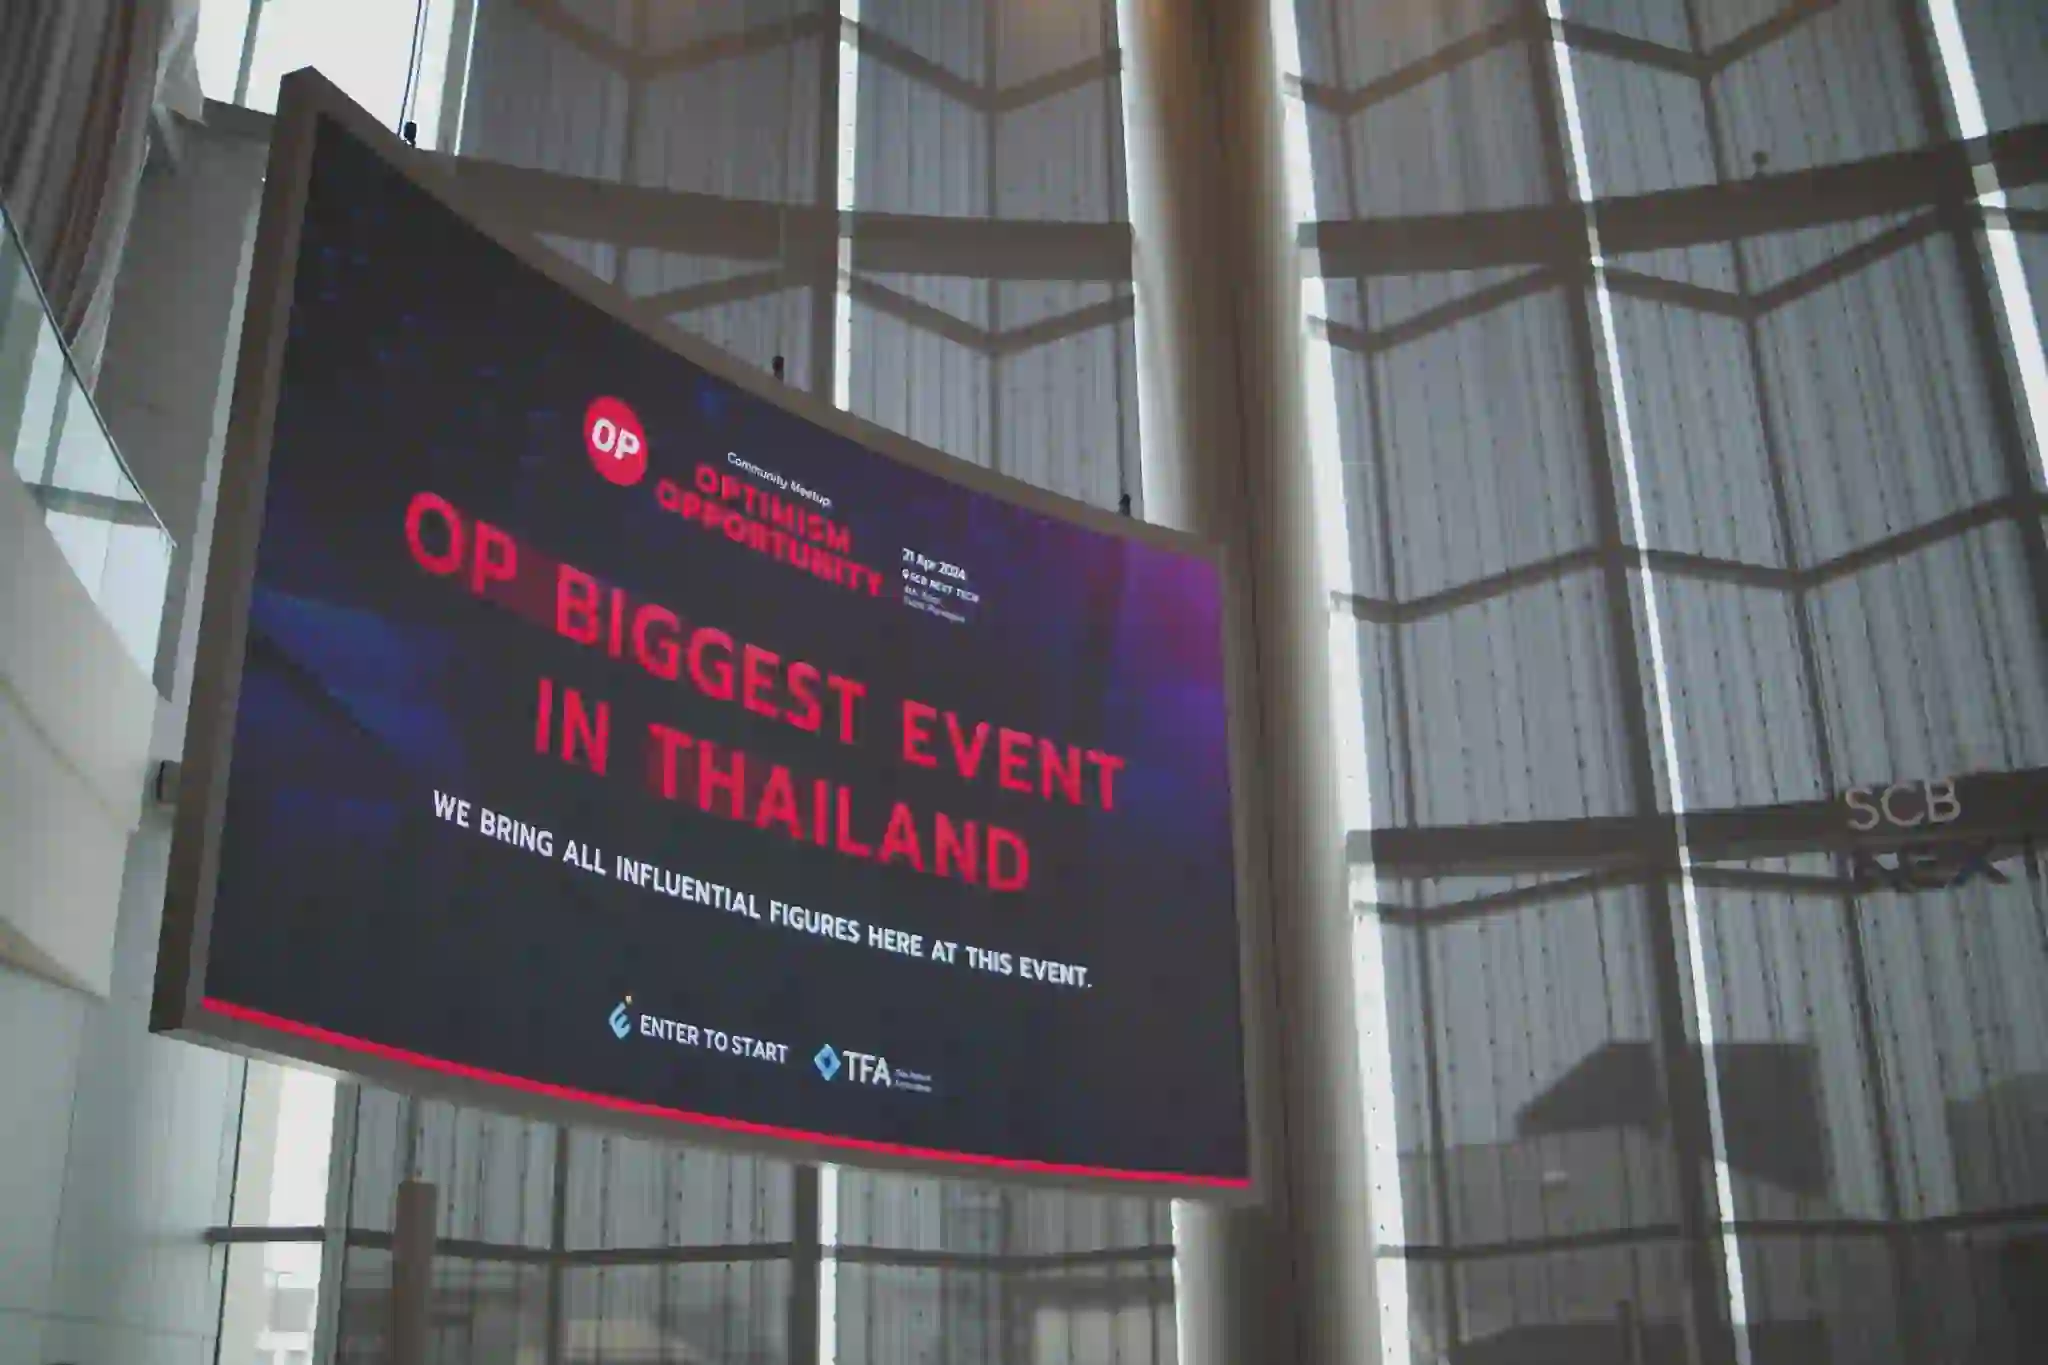 OP
Community Meetup
OPTIMISM
OPPORTUNITY
21 Apr 2024
SCB NEXT TECH
OP BIGGEST EVENT
IN THAILAND
WE BRING ALL INFLUENTIAL FIGURES HERE AT THIS EVENT.
ENTER TO START
TFA
SCB